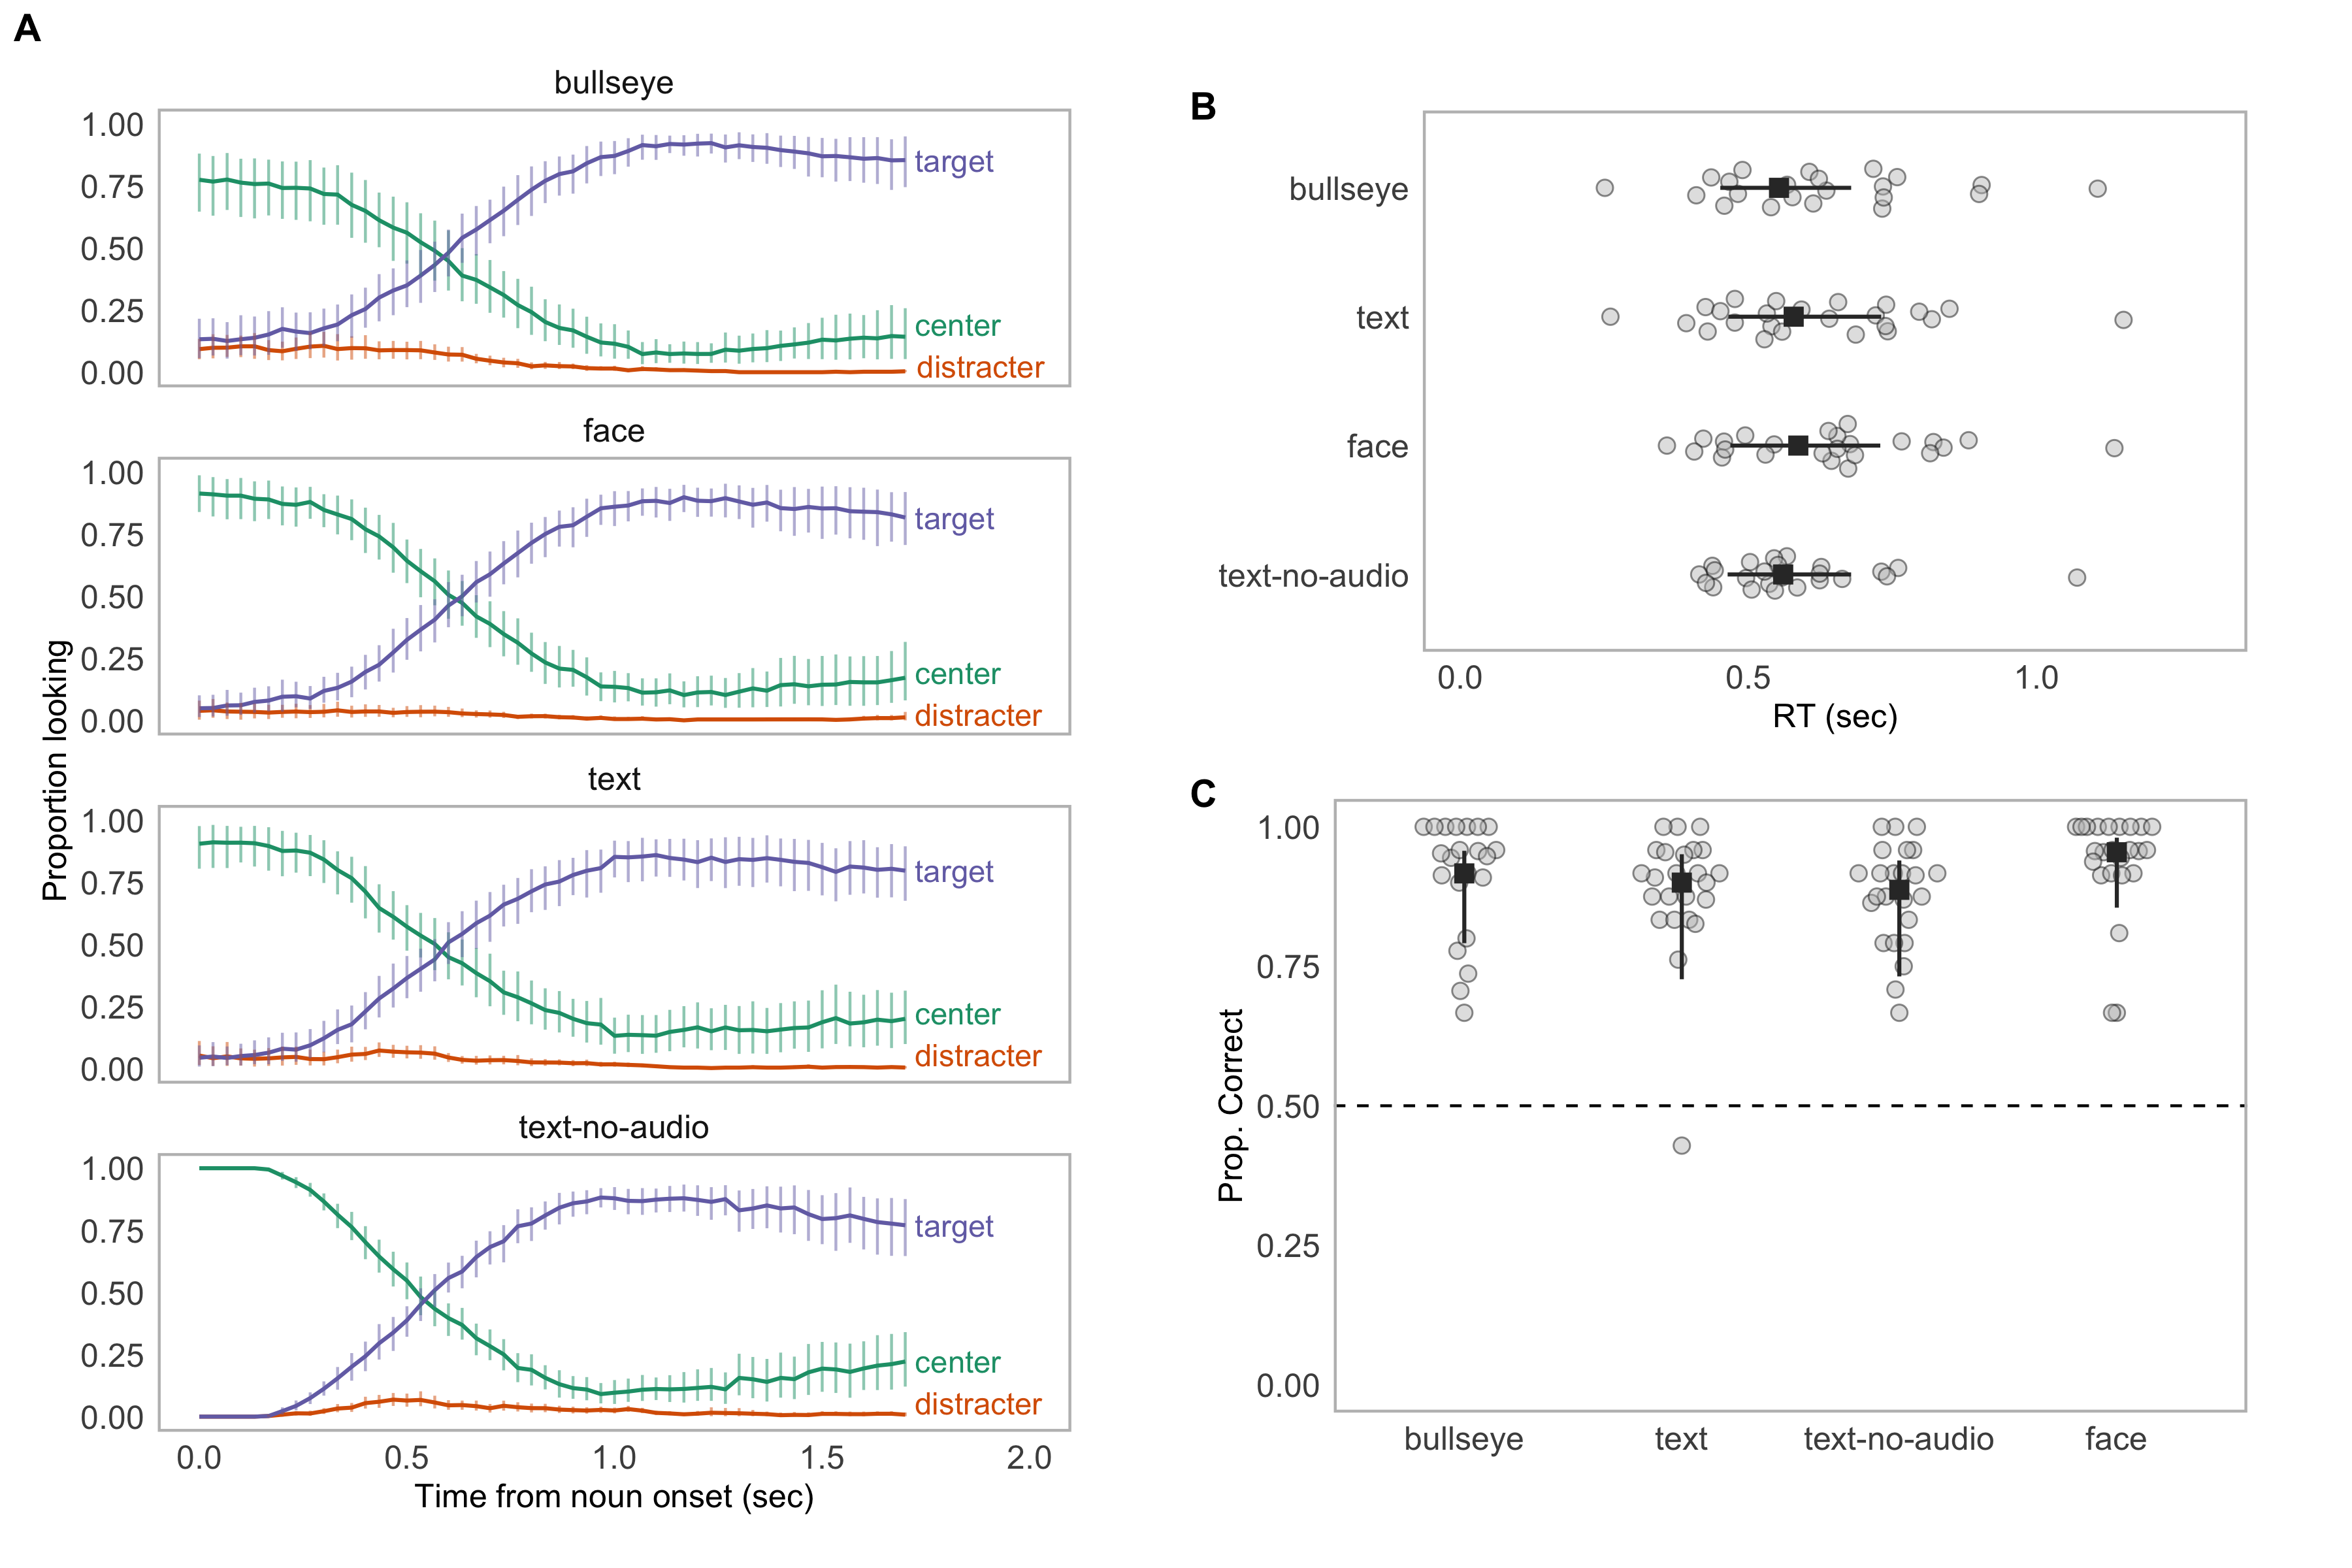 A
bullseye
1.00
0.75
0.50
0.25
0.00
target
center
distracter
face
1.00
0.75
0.50
0.25
0.00
target
center
distracter
text
1.00
0.75
0.50
0.25
0.00
target
center
distracter
text-no-audio
1.00
0.75
0.50
0.25
0.00
target
center
distracter
0.0 0.5 1.0 1.5 2.0
Time from noun onset (sec)
Proportion looking
B
bullseye
text
face
text-no-audio
0.0 0.5 1.0
RT (sec)
C
1.00
0.75
0.50
0.25
0.00
Prop. Correct
bullseye text text-no-audio face